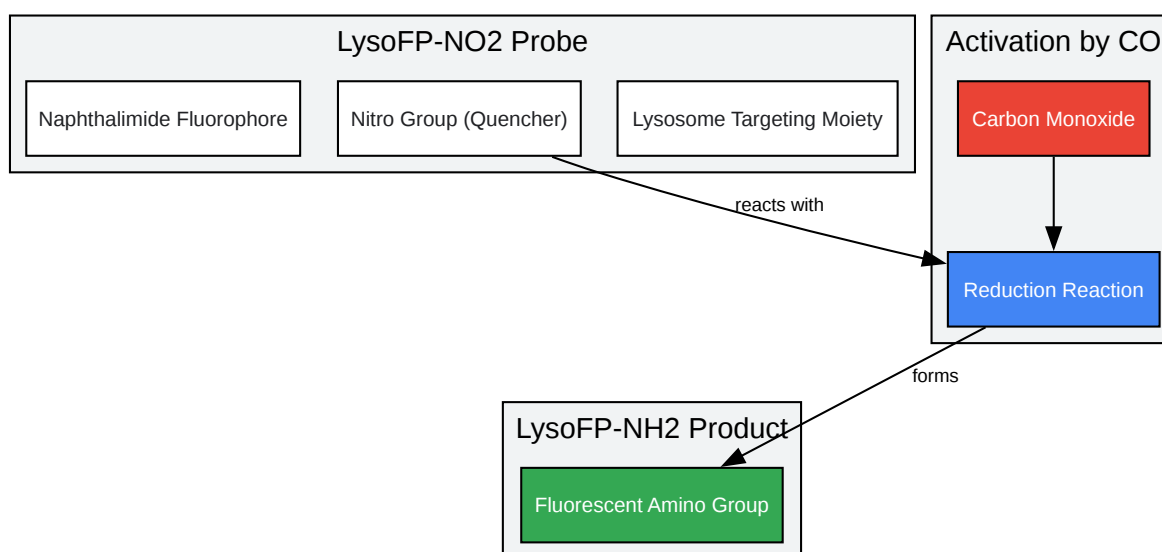 LysoFP-NO2 Probe
Activation by CO
Naphthalimide Fluorophore
Nitro Group (Quencher)
Lysosome Targeting Moiety
Carbon Monoxide
reacts with
Reduction Reaction
forms
LysoFP-NH2 Product
Fluorescent Amino Group